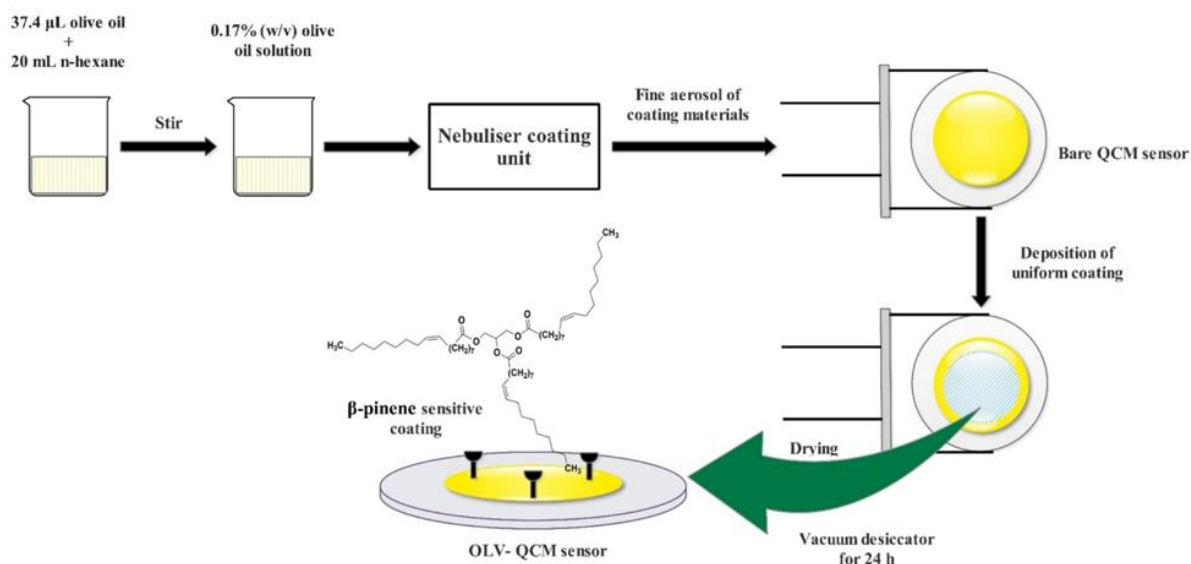 37.4 µL olive oil
+
20 mL n-hexane
0.17% (w/v) olive
oil solution
Stir
Nebuliser coating
unit
Fine aerosol of
coating materials
Bare QCM sensor
Deposition of
uniform coating
CH₃
O
O
H₃C
(CH₂)₇
O
O
(CH₂)₇
O
O
(CH₂)₇
CH₃
β-pinene sensitive
coating
Drying
OLV- QCM sensor
Vacuum desiccator
for 24 h